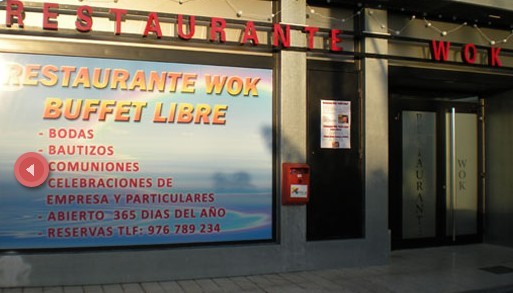 RESTAURANTE WOK
RESTAURANTE WOK
BUFFET LIBRE
- BODAS
- BAUTIZOS
COMUNIONES
CELEBRACIONES DE
EMPRESA Y PARTICULARES
- ABIERTO 365 DIAS DEL AÑO
- RESERVAS TLF: 976 789 234
RESTAURANT
WOK